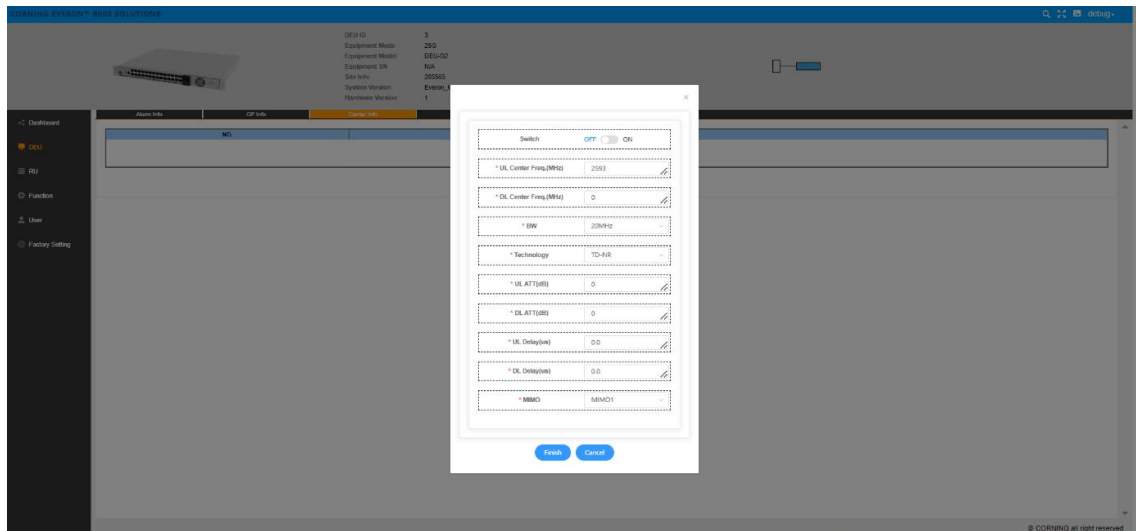 CORNING EVERON™ 6000 SOLUTIONS
debug
DEU ID 3
Equipment Mode 25G
Equipment Model DEU-G2
Equipment SN N/A
Site Info 265565
System Version Everon_
Hardware Version 1
Alarm Info OP Info Carrier Info
Dashboard
DEU
RU
Function
User
Factory Setting
NO.
×
Switch OFF ON
* UL Center Freq.(MHz) 2593
* DL Center Freq.(MHz) 0
* BW 20MHz
* Technology TD-NR
* UL ATT(dB) 0
* DL ATT(dB) 0
* UL Delay(us) 0.0
* DL Delay(us) 0.0
* MIMO MIMO1
Finish Cancel
© CORNING all right reserved